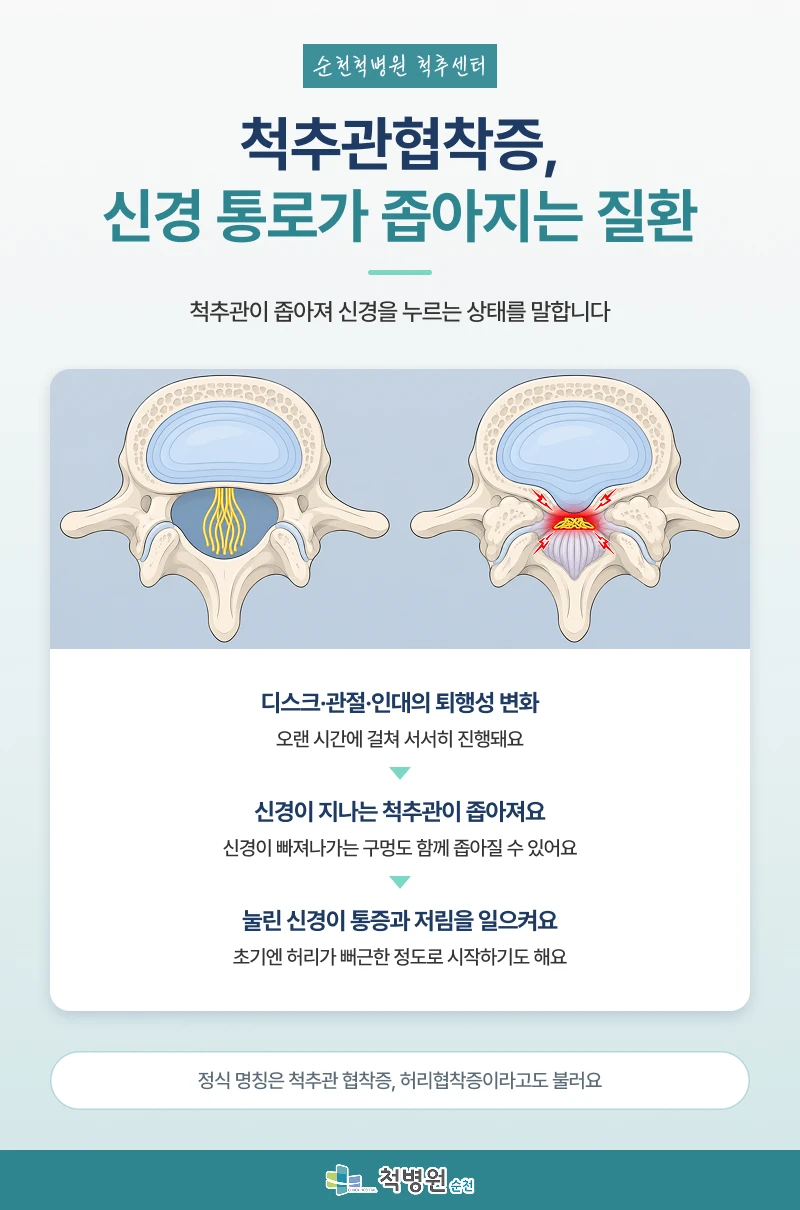 순천척병원 척추센터
척추관협착증,
신경 통로가 좁아지는 질환
척추관이 좁아져 신경을 누르는 상태를 말합니다
디스크·관절·인대의 퇴행성 변화
오랜 시간에 걸쳐 서서히 진행돼요
신경이 지나는 척추관이 좁아져요
신경이 빠져나가는 구멍도 함께 좁아질 수 있어요
눌린 신경이 통증과 저림을 일으켜요
초기엔 허리가 뻐근한 정도로 시작하기도 해요
정식 명칭은 척추관 협착증, 허리협착증이라고도 불러요
척병원 순천